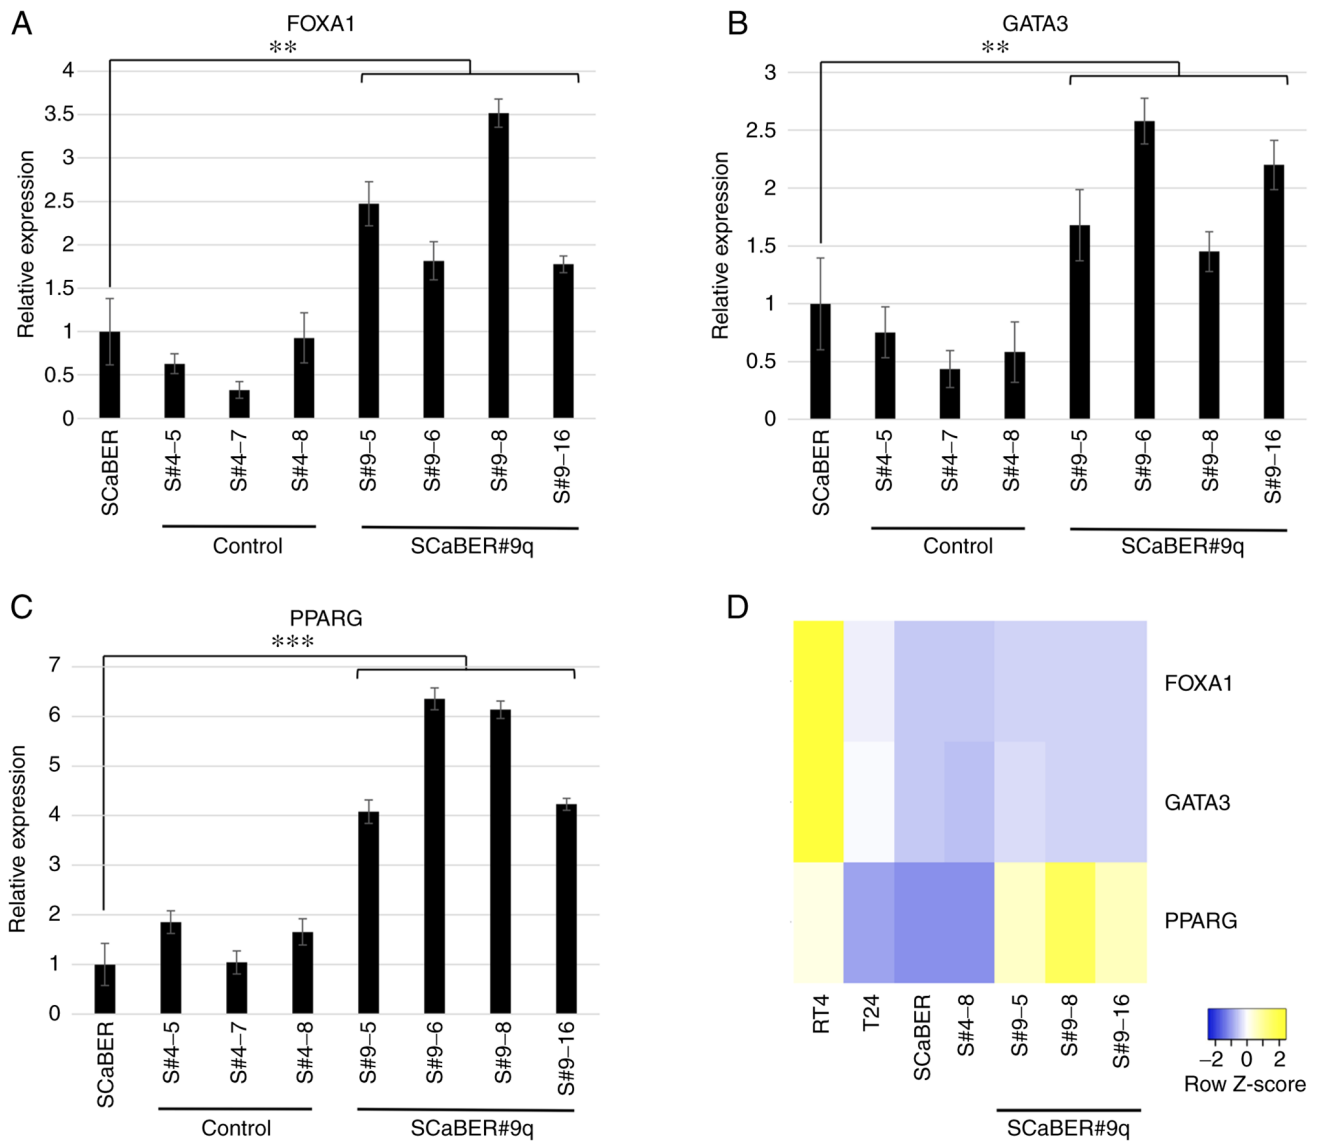 A
FOXA1
**
4
3.5
3
2.5
2
1.5
1
0.5
0
Relative expression
SCaBER
S#4–5
S#4–7
S#4–8
S#9–5
S#9–6
S#9–8
S#9–16
Control
SCaBER#9q
B
GATA3
**
3
2.5
2
1.5
1
0.5
0
Relative expression
SCaBER
S#4–5
S#4–7
S#4–8
S#9–5
S#9–6
S#9–8
S#9–16
Control
SCaBER#9q
C
PPARG
***
7
6
5
4
3
2
1
0
Relative expression
SCaBER
S#4–5
S#4–7
S#4–8
S#9–5
S#9–6
S#9–8
S#9–16
Control
SCaBER#9q
D
FOXA1
GATA3
PPARG
RT4
T24
SCaBER
S#4–8
S#9–5
S#9–8
S#9–16
SCaBER#9q
–2 0 2
Row Z-score